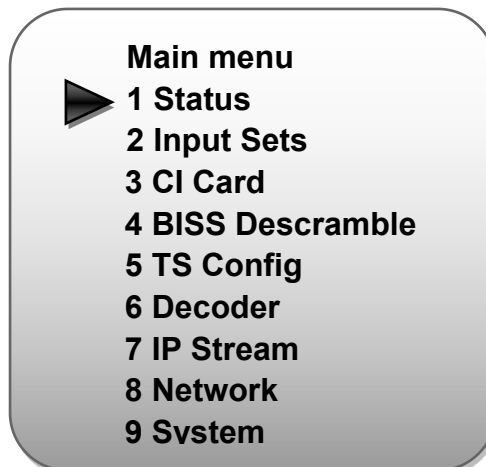 Main menu
1 Status
2 Input Sets
3 CI Card
4 BISS Descramble
5 TS Config
6 Decoder
7 IP Stream
8 Network
9 System